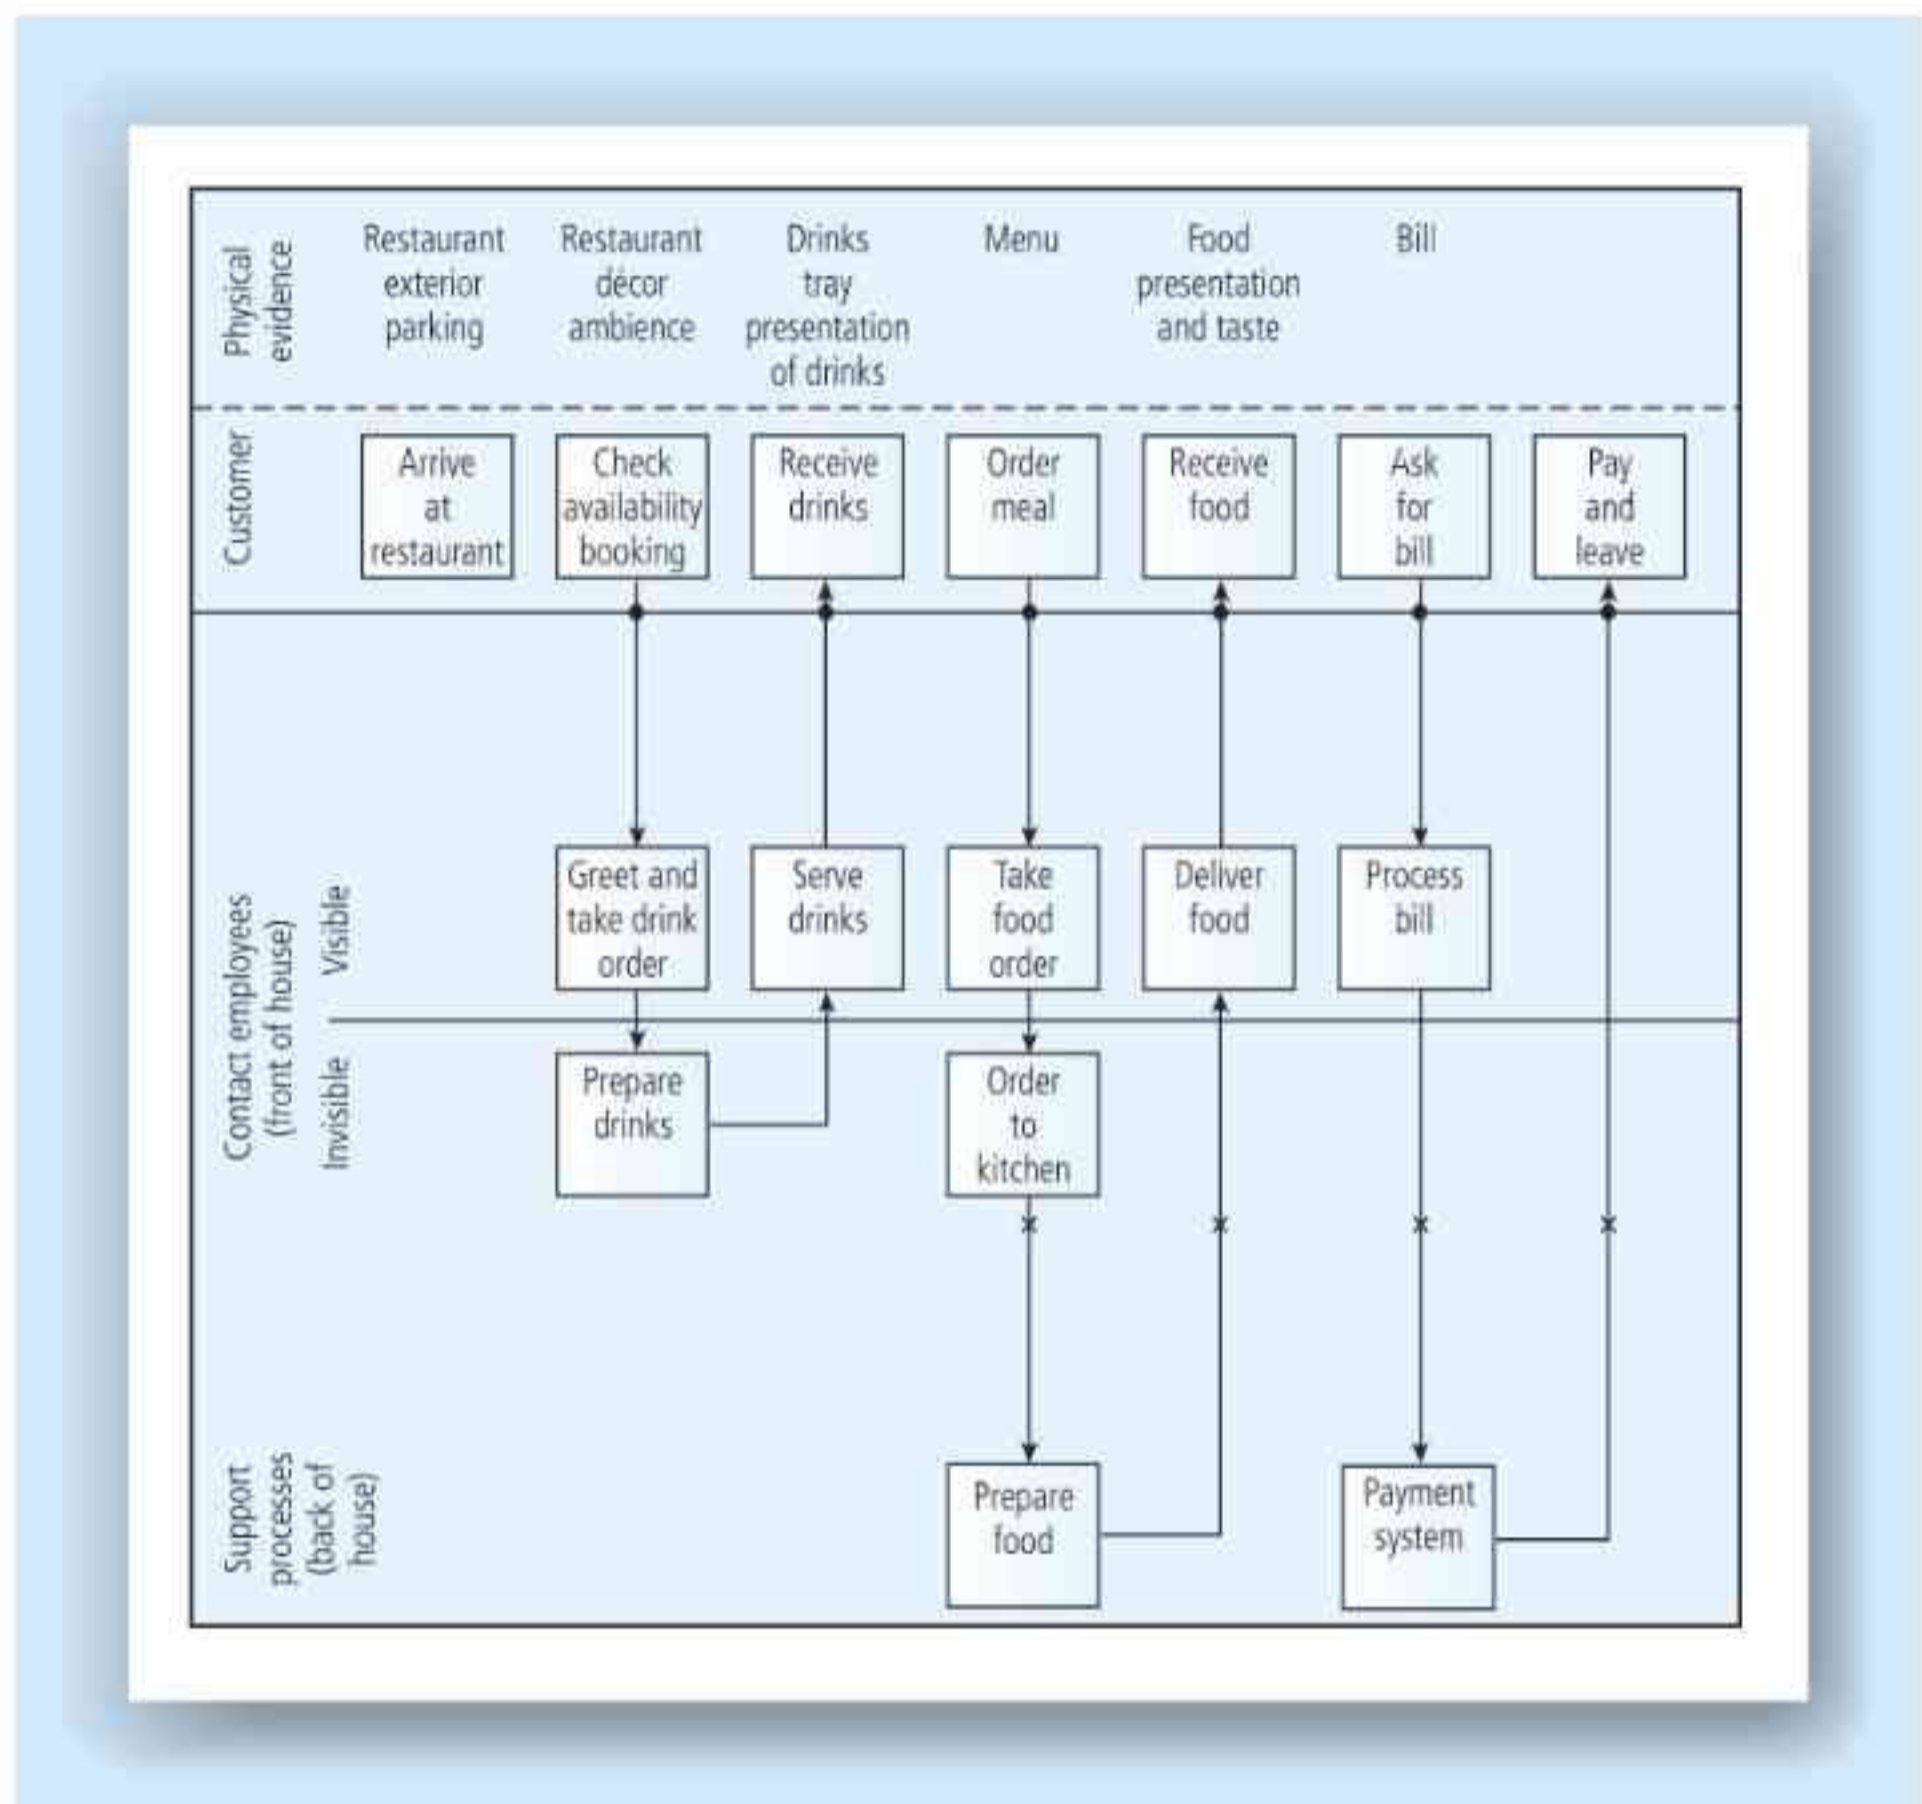 Physical
evidence
Restaurant
exterior
parking
Restaurant
décor
ambience
Drinks
tray
presentation
of drinks
Menu
Food
presentation
and taste
Bill
Customer
Arrive
at
restaurant
Check
availability
booking
Receive
drinks
Order
meal
Receive
food
Ask
for
bill
Pay
and
leave
Contact employees
(front of house)
Visible
Greet and
take drink
order
Serve
drinks
Take
food
order
Deliver
food
Process
bill
Invisible
Prepare
drinks
Order
to
kitchen
Support
processes
(back of
house)
Prepare
food
Payment
system